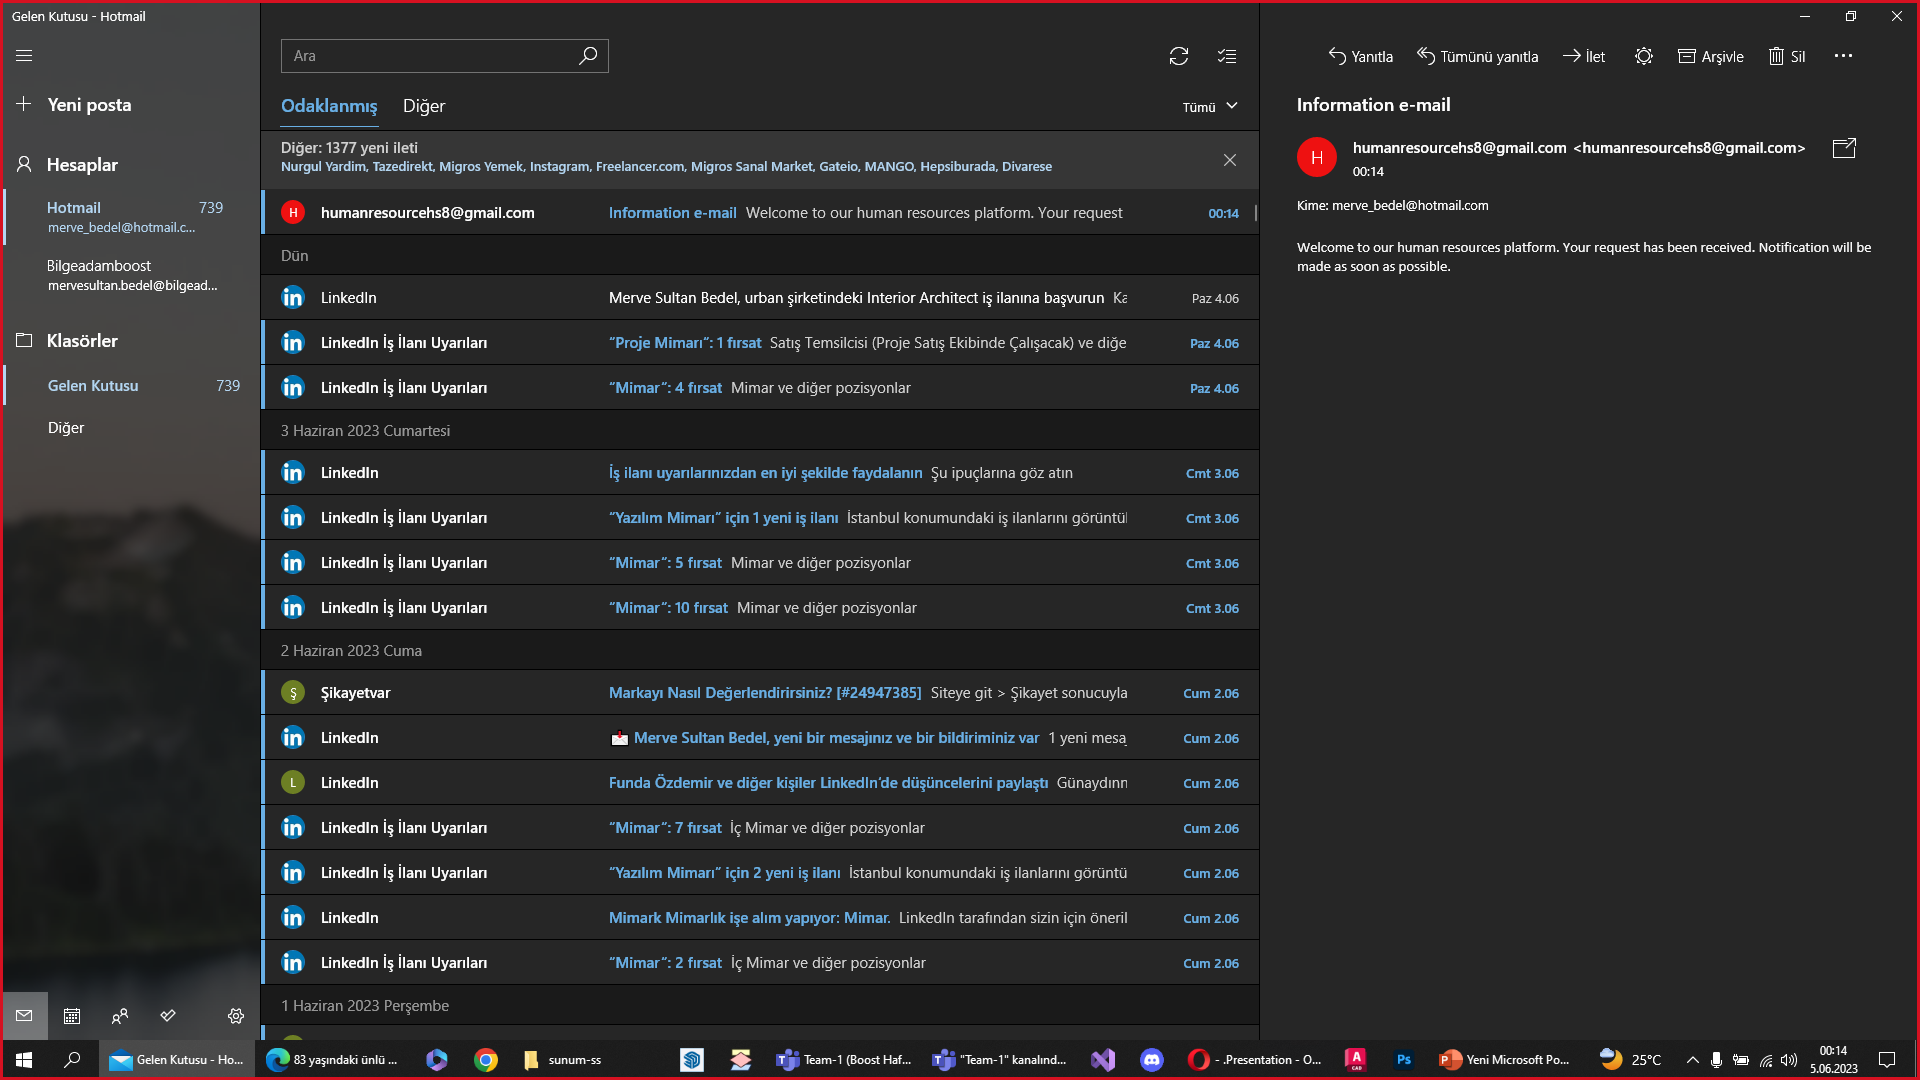 Gelen Kutusu - Hotmail
Yeni posta
Hesaplar
Hotmail 739
merve_bedel@hotmail.c...
Bilgeadamboost
mervesultan.bedel@bilgead...
Klasörler
Gelen Kutusu 739
Diğer
Ara
Odaklanmış Diğer Tümü
Diğer: 1377 yeni ileti
Nurgul Yardim, Tazedirekt, Migros Yemek, Instagram, Freelancer.com, Migros Sanal Market, Gateio, MANGO, Hepsiburada, Divarese
H humanresourcehs8@gmail.com Information e-mail Welcome to our human resources platform. Your request 00:14
Dün
in LinkedIn Merve Sultan Bedel, urban şirketindeki Interior Architect iş ilanına başvurun Ka Paz 4.06
in LinkedIn İş İlanı Uyarıları “Proje Mimarı”: 1 fırsat Satış Temsilcisi (Proje Satış Ekibinde Çalışacak) ve diğe Paz 4.06
in LinkedIn İş İlanı Uyarıları “Mimar”: 4 fırsat Mimar ve diğer pozisyonlar Paz 4.06
3 Haziran 2023 Cumartesi
in LinkedIn İş ilanı uyarılarınızdan en iyi şekilde faydalanın Şu ipuçlarına göz atın Cmt 3.06
in LinkedIn İş İlanı Uyarıları “Yazılım Mimarı” için 1 yeni iş ilanı İstanbul konumundaki iş ilanlarını görüntül Cmt 3.06
in LinkedIn İş İlanı Uyarıları “Mimar”: 5 fırsat Mimar ve diğer pozisyonlar Cmt 3.06
in LinkedIn İş İlanı Uyarıları “Mimar”: 10 fırsat Mimar ve diğer pozisyonlar Cmt 3.06
2 Haziran 2023 Cuma
Ş Şikayetvar Markayı Nasıl Değerlendirirsiniz? [#24947385] Siteye git > Şikayet sonucuyla Cum 2.06
in LinkedIn Merve Sultan Bedel, yeni bir mesajınız ve bir bildiriminiz var 1 yeni mesaj Cum 2.06
L LinkedIn Funda Özdemir ve diğer kişiler LinkedIn’de düşüncelerini paylaştı Günaydınn Cum 2.06
in LinkedIn İş İlanı Uyarıları “Mimar”: 7 fırsat İç Mimar ve diğer pozisyonlar Cum 2.06
in LinkedIn İş İlanı Uyarıları “Yazılım Mimarı” için 2 yeni iş ilanı İstanbul konumundaki iş ilanlarını görüntü Cum 2.06
in LinkedIn Mimark Mimarlık işe alım yapıyor: Mimar. LinkedIn tarafından sizin için öneril Cum 2.06
in LinkedIn İş İlanı Uyarıları “Mimar”: 2 fırsat İç Mimar ve diğer pozisyonlar Cum 2.06
1 Haziran 2023 Perşembe
Yanıtla Tümünü yanıtla İlet Arşivle Sil
Information e-mail
H humanresourcehs8@gmail.com <humanresourcehs8@gmail.com>
00:14
Kime: merve_bedel@hotmail.com
Welcome to our human resources platform. Your request has been received. Notification will be
made as soon as possible.
Gelen Kutusu - Ho... 83 yaşındaki ünlü ... sunum-ss Team-1 (Boost Haf... "Team-1" kanalınd... - .Presentation - O... A CAD Ps Yeni Microsoft Po... 25°C 00:14
5.06.2023